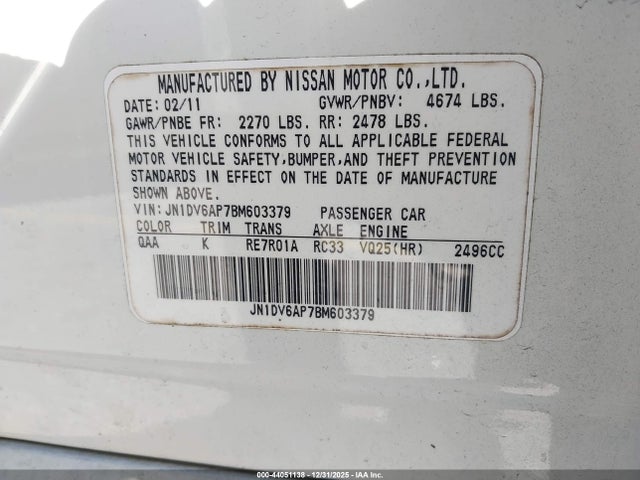 MANUFACTURED BY NISSAN MOTOR CO.,LTD.
DATE: 02/11 GVWR/PNBV: 4674 LBS.
GAWR/PNBE FR: 2270 LBS. RR: 2478 LBS.
THIS VEHICLE CONFORMS TO ALL APPLICABLE FEDERAL
MOTOR VEHICLE SAFETY,BUMPER,AND THEFT PREVENTION
STANDARDS IN EFFECT ON THE DATE OF MANUFACTURE
SHOWN ABOVE.
VIN: JN1DV6AP7BM603379 PASSENGER CAR
COLOR TRIM TRANS AXLE ENGINE
QAA K RE7R01A RC33 VQ25(HR) 2496CC
JN1DV6AP7BM603379
000-44051138 - 12/31/2025 - IAA Inc.